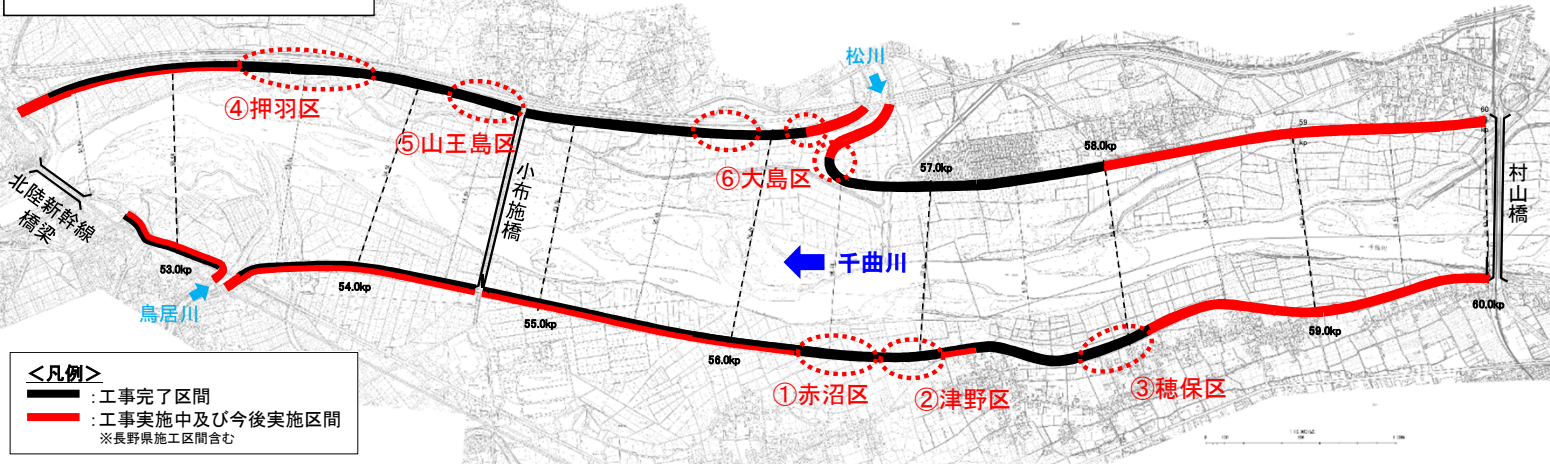 松川
④押羽区
⑤山王島区
小布施橋
⑥大島区
57.0kp
58.0kp
59
kp
60
kp
村山橋
北陸新幹線
橋梁
千曲川
53.0kp
鳥居川
54.0kp
55.0kp
56.0kp
①赤沼区
②津野区
③穂保区
59.0kp
60.0kp
<凡例>
:工事完了区間
:工事実施中及び今後実施区間
※長野県施工区間含む